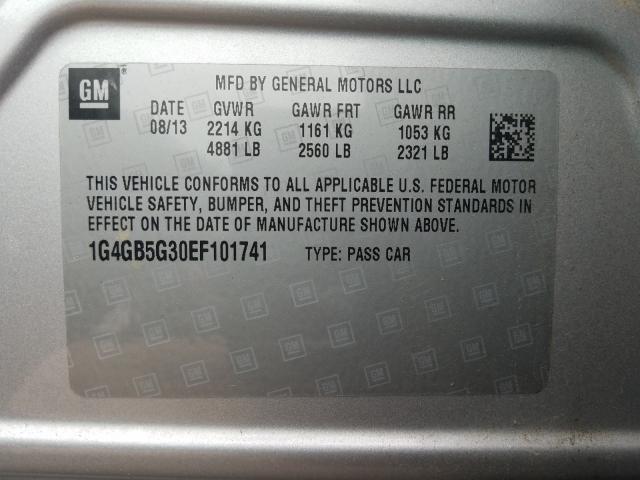 GM ® MFD BY GENERAL MOTORS LLC
DATE GVWR GAWR FRT GAWR RR
08/13 2214 KG 1161 KG 1053 KG
4881 LB 2560 LB 2321 LB
THIS VEHICLE CONFORMS TO ALL APPLICABLE U.S. FEDERAL MOTOR
VEHICLE SAFETY, BUMPER, AND THEFT PREVENTION STANDARDS IN
EFFECT ON THE DATE OF MANUFACTURE SHOWN ABOVE.
1G4GB5G30EF101741 TYPE: PASS CAR